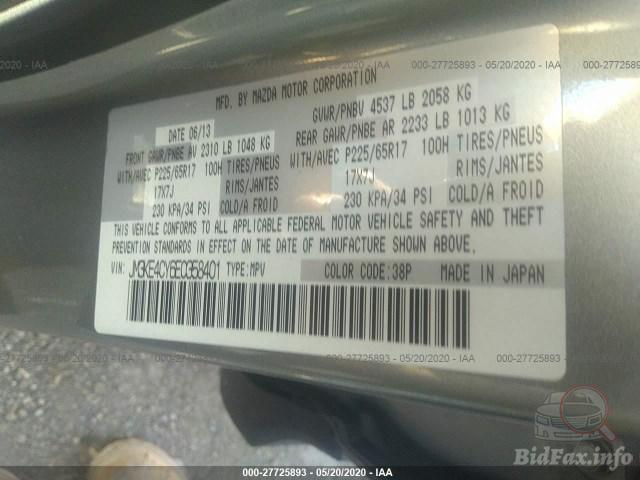 MFD. BY MAZDA MOTOR CORPORATION
DATE 06/13
GVWR/PNBV 4537 LB 2058 KG
FRONT GAWR/PNBE AV 2310 LB 1048 KG
REAR GAWR/PNBE AR 2233 LB 1013 KG
WITH/AVEC P225/65R17 100H TIRES/PNEUS
WITH/AVEC P225/65R17 100H TIRES/PNEUS
17X7J RIMS/JANTES
17X7J RIMS/JANTES
230 KPA/34 PSI COLD/A FROID
230 KPA/34 PSI COLD/A FROID
THIS VEHICLE CONFORMS TO ALL APPLICABLE FEDERAL MOTOR VEHICLE SAFETY AND THEFT
PREVENTION STANDARDS IN EFFECT ON THE DATE OF MANUFACTURE SHOWN ABOVE.
VIN: JM3KE4CY6E0358401 TYPE:MPV COLOR CODE:38P MADE IN JAPAN
000-27725893 - 05/20/2020 - IAA
BidFax.info